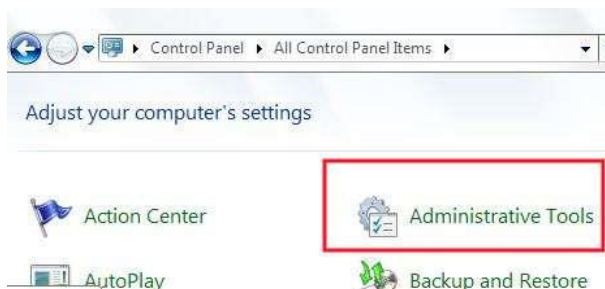 Control Panel All Control Panel Items
Adjust your computer's settings
Action Center Administrative Tools
AutoPlay Backup and Restore